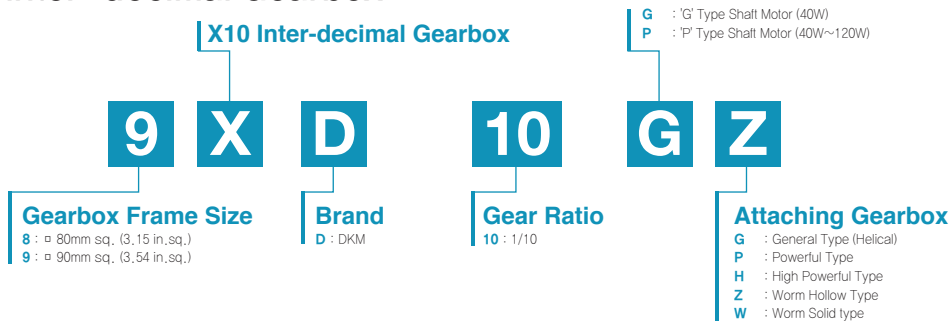 X10 Inter-decimal Gearbox
G : 'G' Type Shaft Motor (40W)
P : 'P' Type Shaft Motor (40W~120W)
9 X D 10 G Z
Gearbox Frame Size
8 : ¤ 80mm sq. (3.15 in.sq.)
9 : ¤ 90mm sq. (3.54 in.sq.)
Brand
D : DKM
Gear Ratio
10 : 1/10
Attaching Gearbox
G : General Type (Helical)
P : Powerful Type
H : High Powerful Type
Z : Worm Hollow Type
W : Worm Solid type